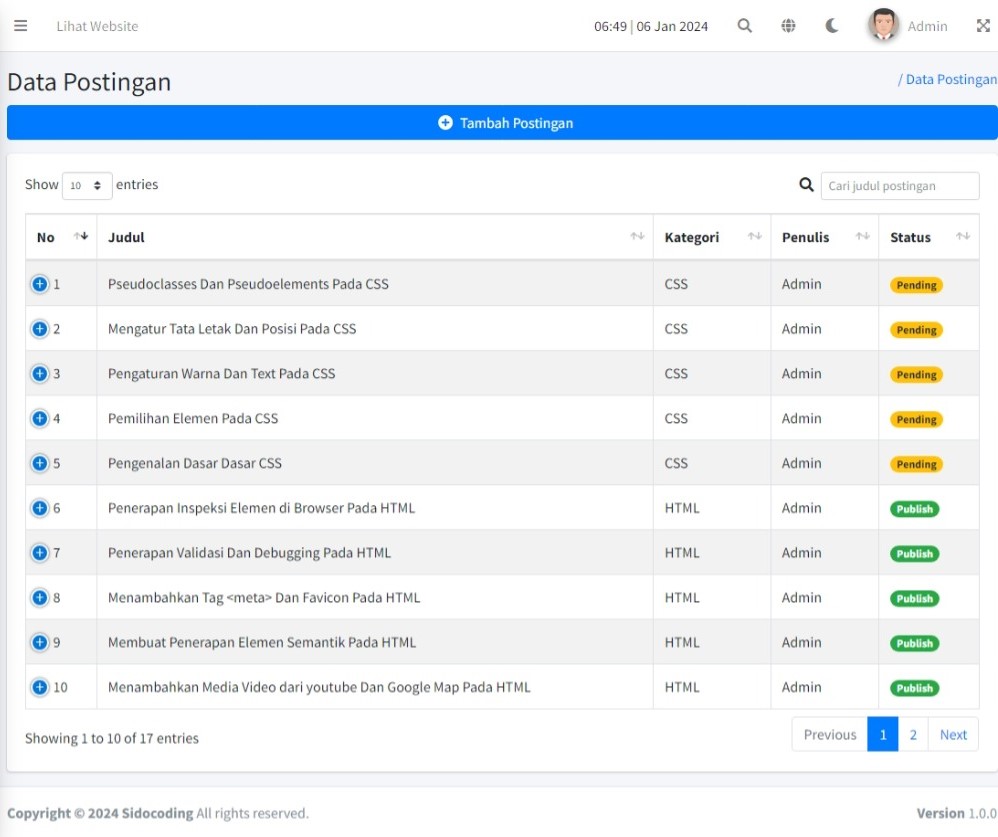 Lihat Website 06:49 | 06 Jan 2024 Admin
Data Postingan / Data Postingan
Tambah Postingan
Show 10 entries Cari judul postingan
No Judul Kategori Penulis Status
1 Pseudoclasses Dan Pseudoelements Pada CSS CSS Admin Pending
2 Mengatur Tata Letak Dan Posisi Pada CSS CSS Admin Pending
3 Pengaturan Warna Dan Text Pada CSS CSS Admin Pending
4 Pemilihan Elemen Pada CSS CSS Admin Pending
5 Pengenalan Dasar Dasar CSS CSS Admin Pending
6 Penerapan Inspeksi Elemen di Browser Pada HTML HTML Admin Publish
7 Penerapan Validasi Dan Debugging Pada HTML HTML Admin Publish
8 Menambahkan Tag <meta> Dan Favicon Pada HTML HTML Admin Publish
9 Membuat Penerapan Elemen Semantik Pada HTML HTML Admin Publish
10 Menambahkan Media Video dari youtube Dan Google Map Pada HTML HTML Admin Publish
Showing 1 to 10 of 17 entries Previous 1 2 Next
Copyright © 2024 Sidocoding All rights reserved. Version 1.0.0